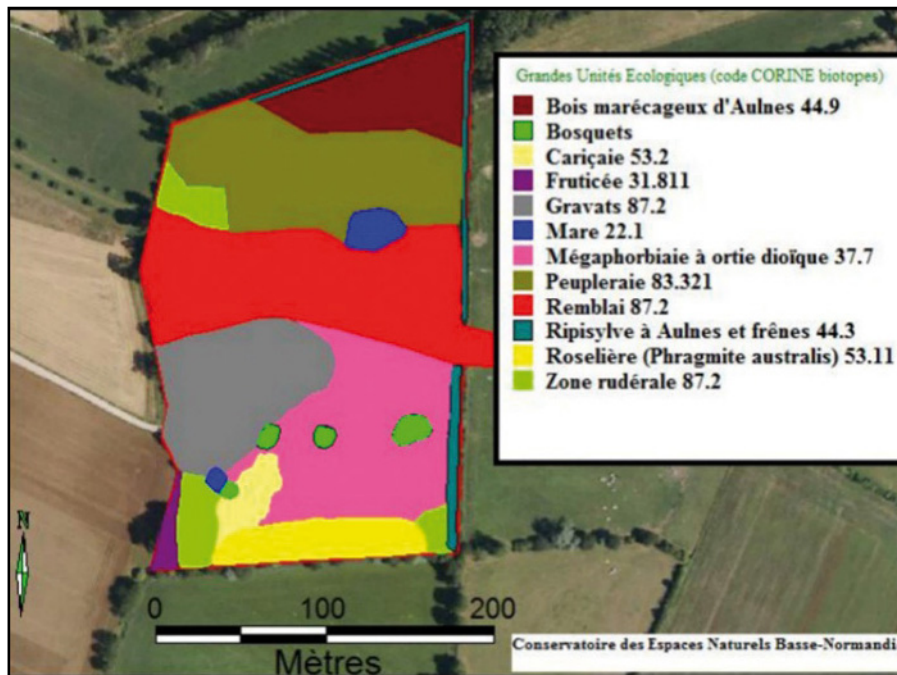 Grandes Unités Ecologiques (code CORINE biotopes)
Bois marécageux d'Aulnes 44.9
Bosquets
Cariçaie 53.2
Fruticée 31.811
Gravats 87.2
Mare 22.1
Mégaphorbiaie à ortie dioïque 37.7
Peupleraie 83.321
Remblai 87.2
Ripisylve à Aulnes et frênes 44.3
Roselière (Phragmite australis) 53.11
Zone rudérale 87.2
N
0 100 200
Mètres
Conservatoire des Espaces Naturels Basse-Normandi